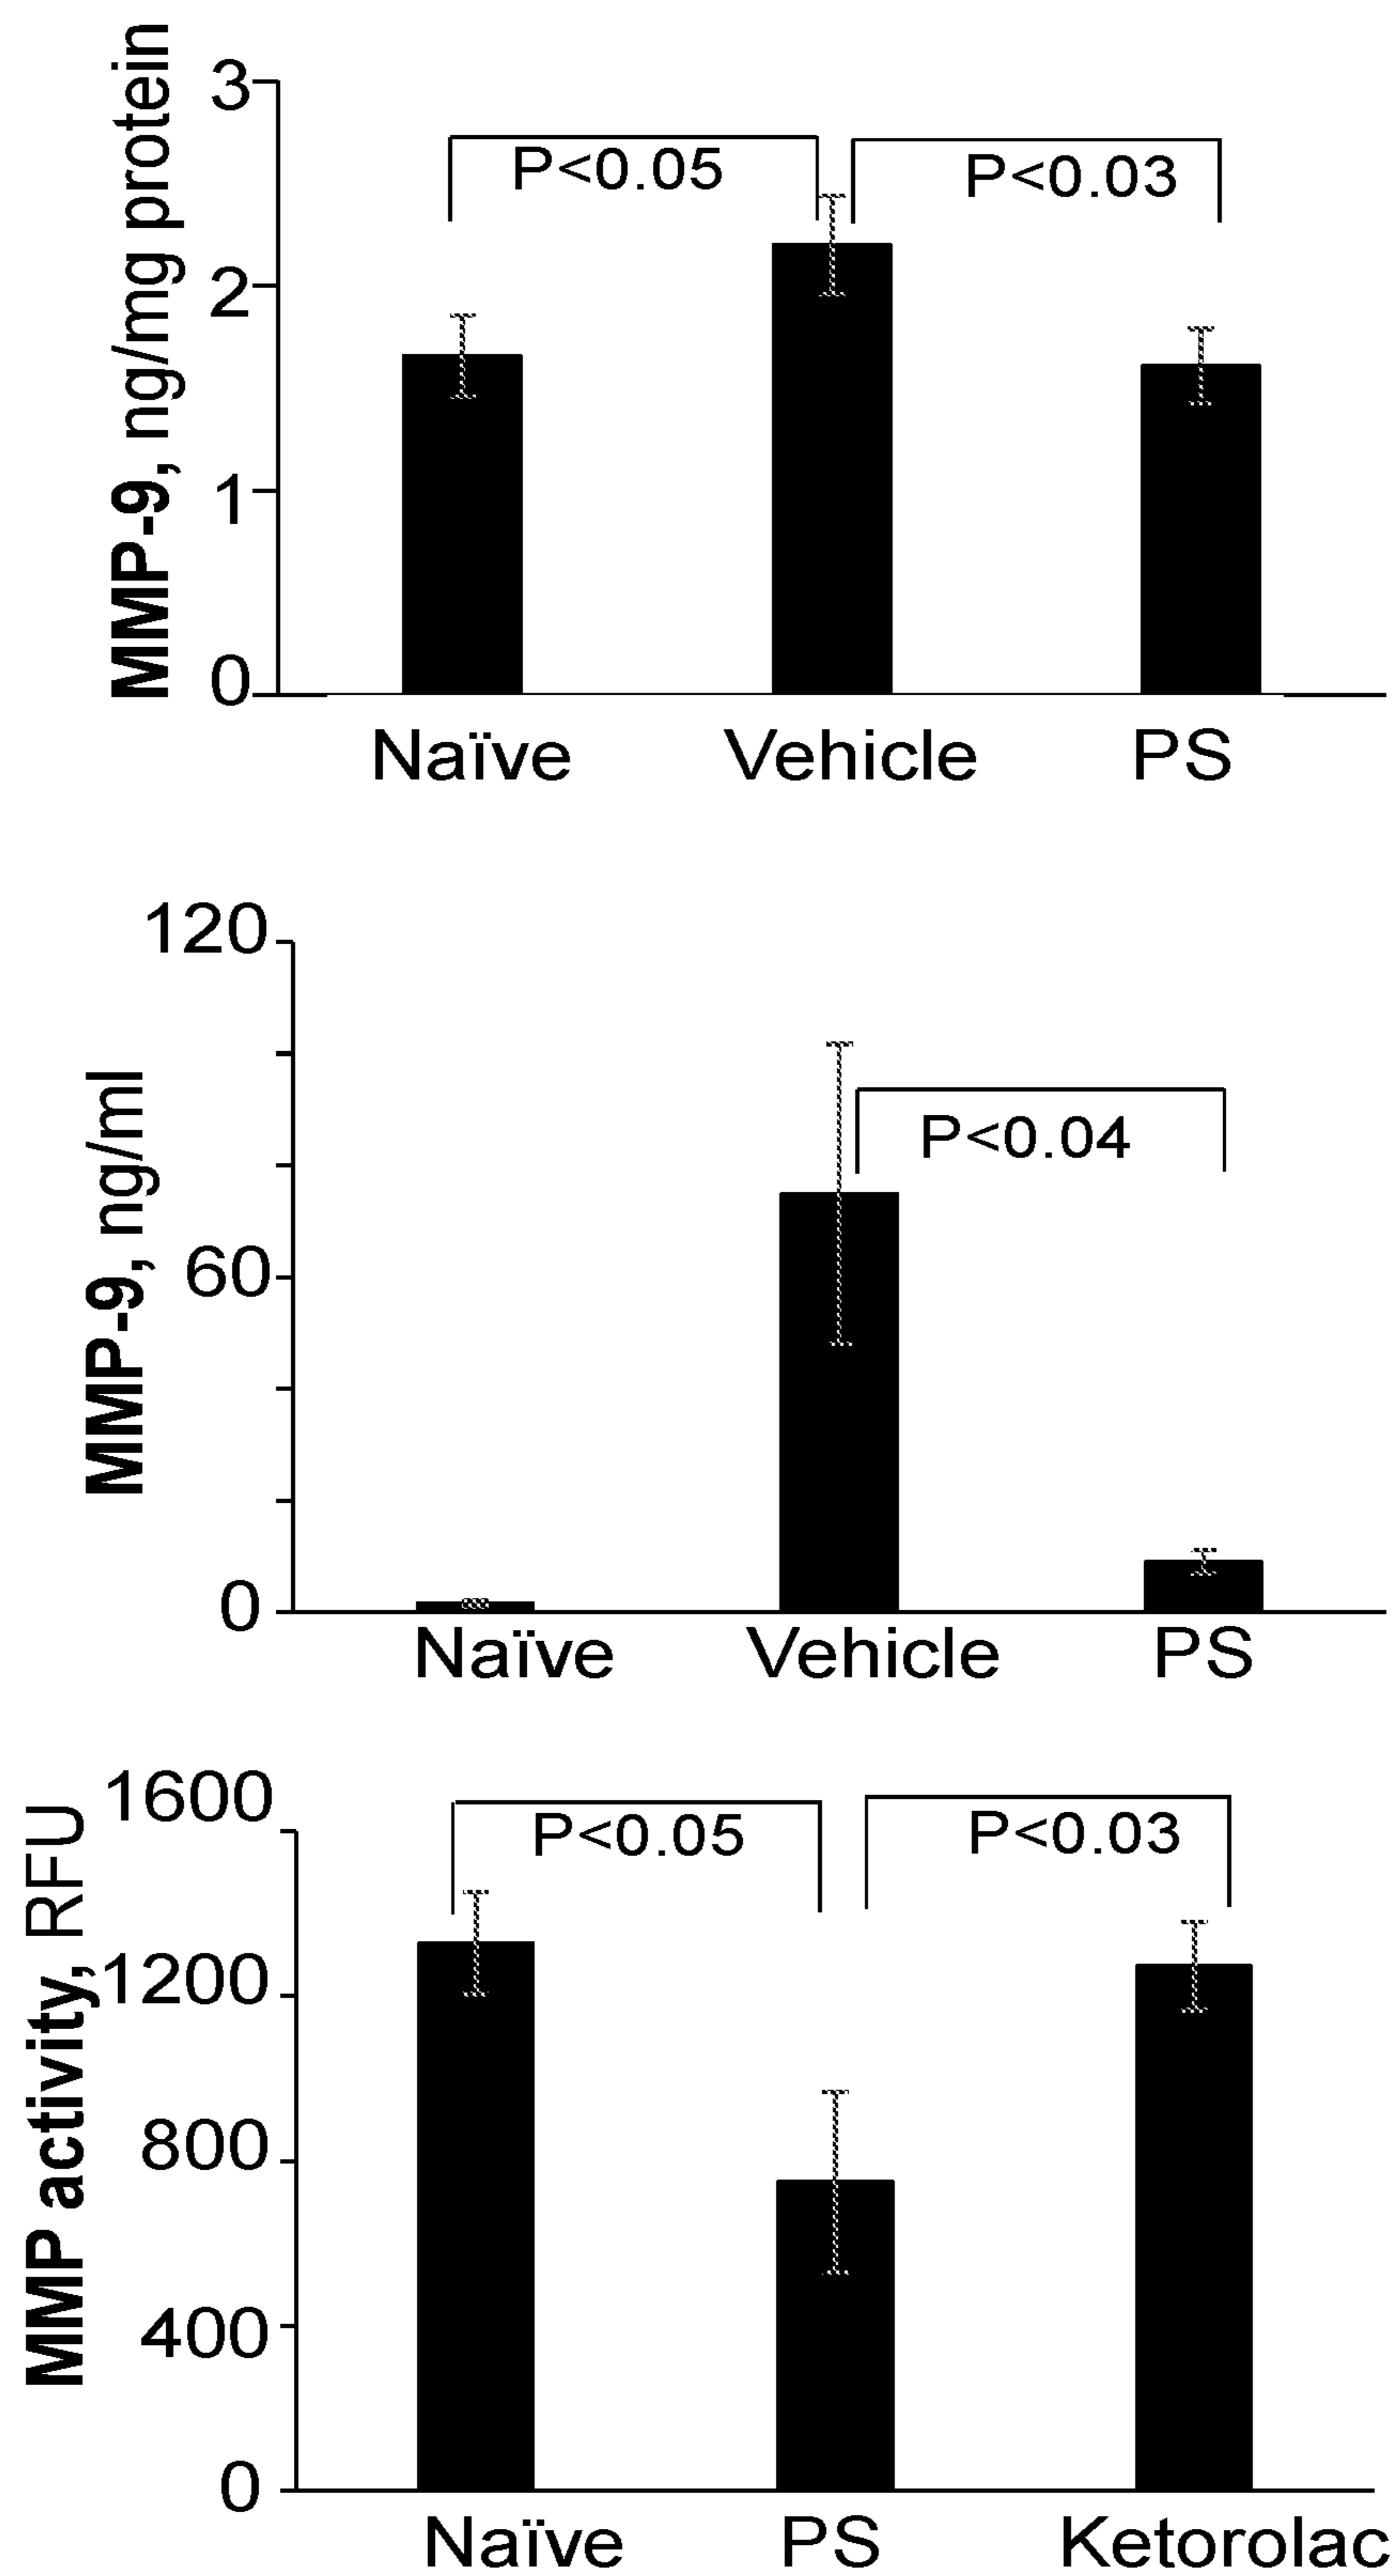 MMP-9, ng/mg protein
3
P<0.05
P<0.03
2
1
0
Naïve Vehicle PS
MMP-9, ng/ml
120
P<0.04
60
0
Naïve Vehicle PS
MMP activity, RFU
1600
P<0.05
P<0.03
1200
800
400
0
Naïve PS Ketorolac